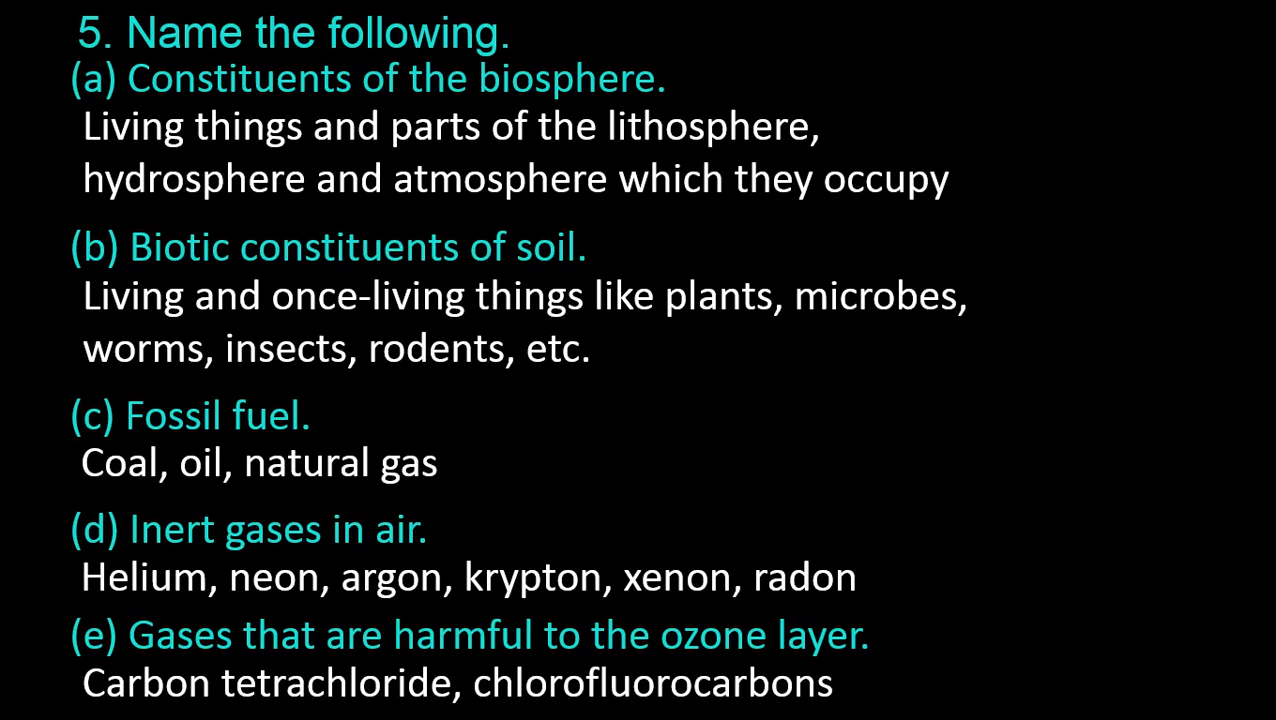 5. Name the following.
(a) Constituents of the biosphere.
Living things and parts of the lithosphere,
hydrosphere and atmosphere which they occupy
(b) Biotic constituents of soil.
Living and once-living things like plants, microbes,
worms, insects, rodents, etc.
(c) Fossil fuel.
Coal, oil, natural gas
(d) Inert gases in air.
Helium, neon, argon, krypton, xenon, radon
(e) Gases that are harmful to the ozone layer.
Carbon tetrachloride, chlorofluorocarbons